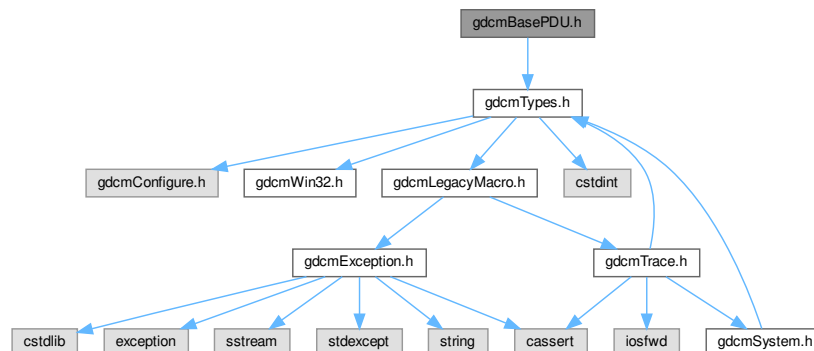 gdcmBasePDU.h
gdcmTypes.h
gdcmConfigure.h
gdcmWin32.h
gdcmLegacyMacro.h
cstdint
gdcmException.h
gdcmTrace.h
cstdlib
exception
sstream
stdexcept
string
cassert
iosfwd
gdcmSystem.h